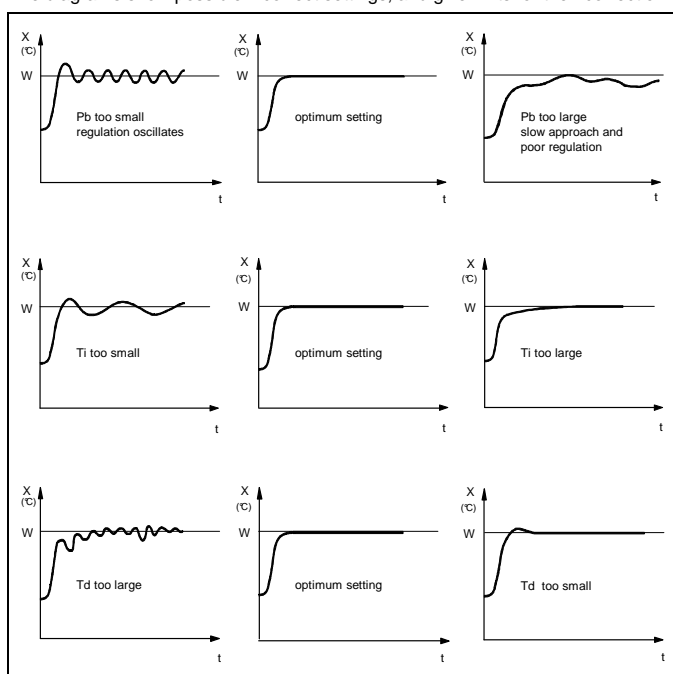 X
(°C)
W
Pb too small
regulation oscillates
t
X
(°C)
W
optimum setting
t
X
(°C)
W
Pb too large
slow approach and
poor regulation
t
X
(°C)
W
Ti too small
t
X
(°C)
W
optimum setting
t
X
(°C)
W
Ti too large
t
X
(°C)
W
Td too large
t
X
(°C)
W
optimum setting
t
X
(°C)
W
Td too small
t